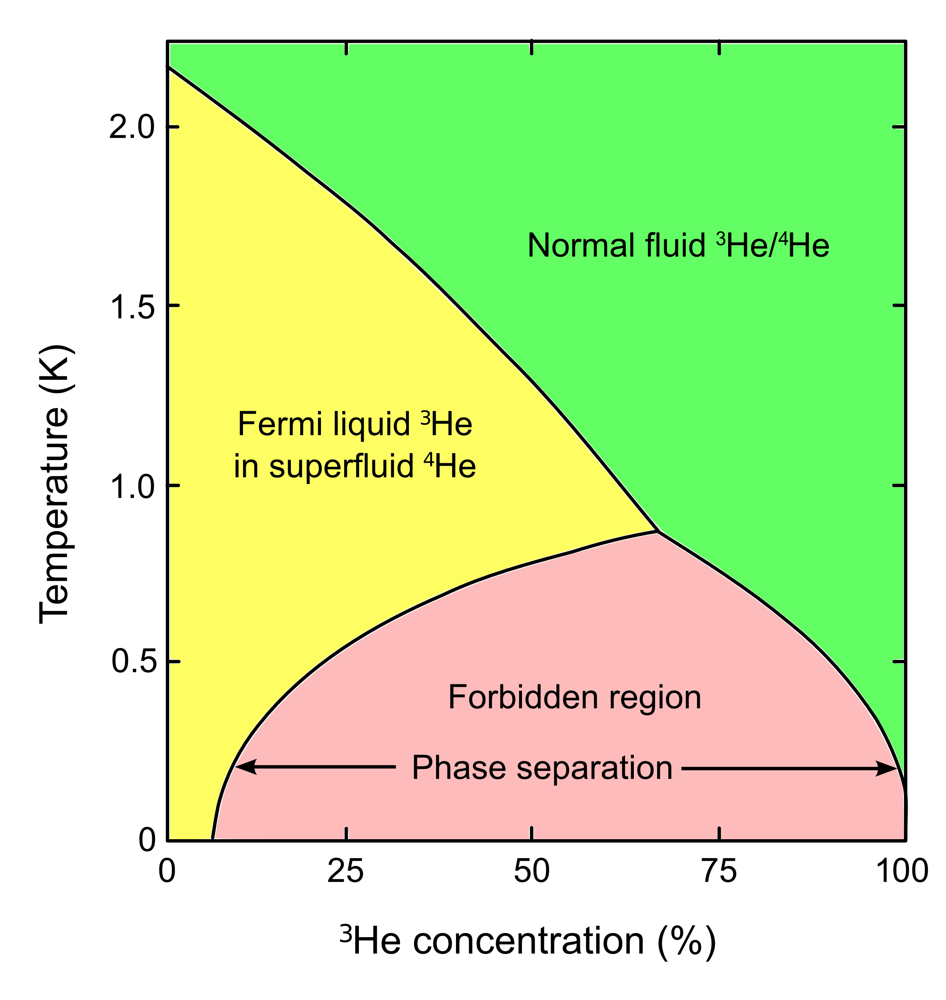 2.0
1.5
1.0
0.5
0
Temperature (K)
Normal fluid ³He/⁴He
Fermi liquid ³He
in superfluid ⁴He
Forbidden region
Phase separation
0 25 50 75 100
³He concentration (%)